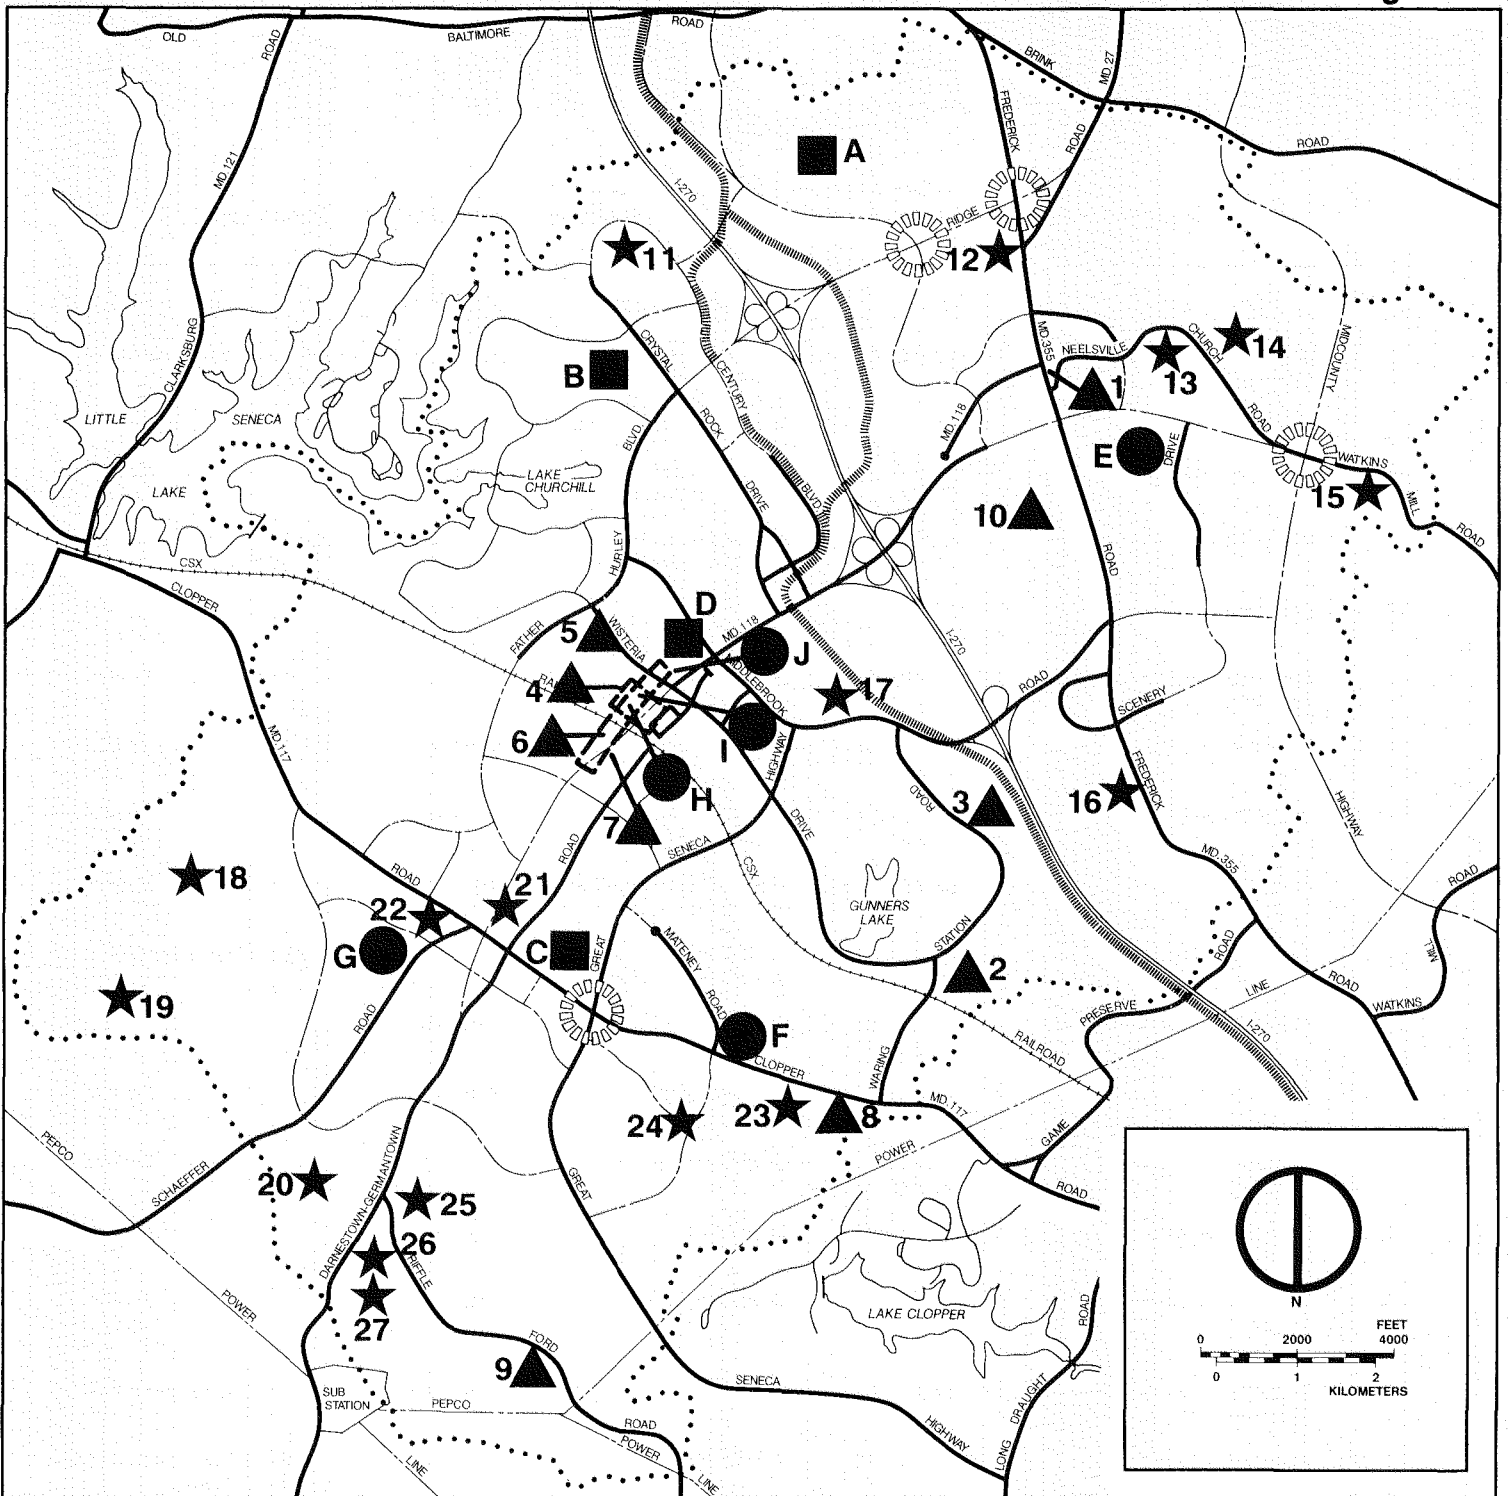 OLD
BALTIMORE
ROAD
ROAD
BRINK
MD. 27
FREDERICK
ROAD
ROAD
MD. 121
A
I-270
RIDGE
11
12
CLARKSBURG
CRYSTAL
MD. 355
NEELSVILLE
CHURCH
14
13
MIDCOUNTY
B
CENTURY
1
LITTLE
SENECA
ROCK
MD. 118
ROAD
BLVD.
E
DRIVE
LAKE
LAKE
CHURCHILL
WATKINS
15
MILL
ROAD
DRIVE
BLVD.
10
CSX
HURLEY
ROAD
CLOPPER
D
FATHER
5
WISTERIA
MD. 118
J
I-270
MIDDLEBROOK
4
17
ROAD
SCENERY
6
I
MD. 117
HIGHWAY
H
ROAD
3
16
FREDERICK
HIGHWAY
7
DRIVE
ROAD
SENECA
CSX
MD. 355
18
ROAD
21
22
GUNNERS
LAKE
ROAD
G
C
GREAT
MATENEY
STATION
ROAD
MILL
2
19
ROAD
ROAD
F
PRESERVE
LINE
ROAD
WATKINS
I-270
RAILROAD
CLOPPER
WARING
MD. 117
PEPCO
24
23
8
GAME
POWER
SCHAEFFER
20
GREAT
ROAD
DARNESTOWN-GERMANTOWN
25
26
RIFFLE
27
POWER
LAKE CLOPPER
ROAD
FORD
9
SUB
STATION
PEPCO
SENECA
HIGHWAY
DRAUGHT
LONG
ROAD
POWER
LINE
LINE
N
FEET
0 2000 4000
0 1 2
KILOMETERS